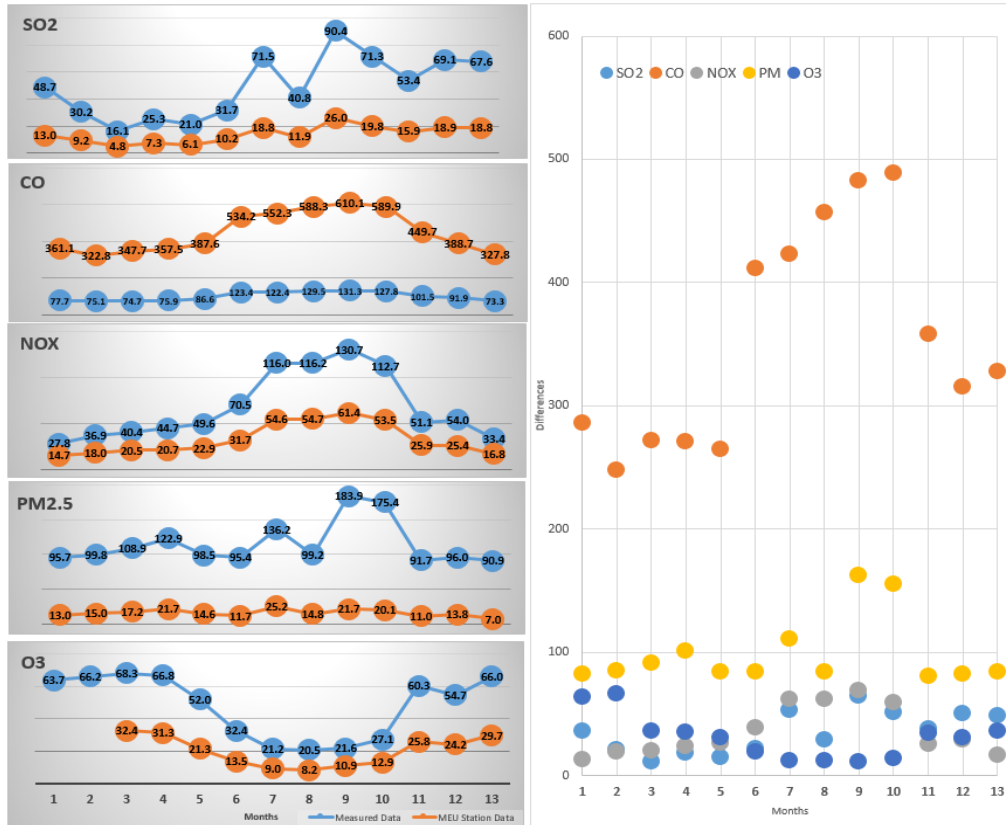 SO2
48.7 30.2 16.1 25.3 21.0 31.7 71.5 40.8 90.4 71.3 53.4 69.1 67.6
13.0 9.2 4.8 7.3 6.1 10.2 18.8 11.9 26.0 19.8 15.9 18.9 18.8
CO
361.1 322.8 347.7 357.5 387.6 534.2 552.3 588.3 610.1 589.9 449.7 388.7 327.8
77.7 75.1 74.7 75.9 86.6 123.4 122.4 129.5 131.3 127.8 101.5 91.9 73.3
NOX
27.8 36.9 40.4 44.7 49.6 70.5 116.0 116.2 130.7 112.7 51.1 54.0 33.4
14.7 18.0 20.5 20.7 22.9 31.7 54.6 54.7 61.4 53.5 25.9 25.4 16.8
PM2.5
95.7 99.8 108.9 122.9 98.5 95.4 136.2 99.2 183.9 175.4 91.7 96.0 90.9
13.0 15.0 17.2 21.7 14.6 11.7 25.2 14.8 21.7 20.1 11.0 13.8 7.0
O3
63.7 66.2 68.3 66.8 52.0 32.4 21.2 20.5 21.6 27.1 60.3 54.7 66.0
32.4 31.3 21.3 13.5 9.0 8.2 10.9 12.9 25.8 24.2 29.7
1 2 3 4 5 6 7 8 9 10 11 12 13
Months Measured Data MEU Station Data
SO2 CO NOX PM O3
600
500
400
300
200
100
0
Differences
1 2 3 4 5 6 7 8 9 10 11 12 13
Months